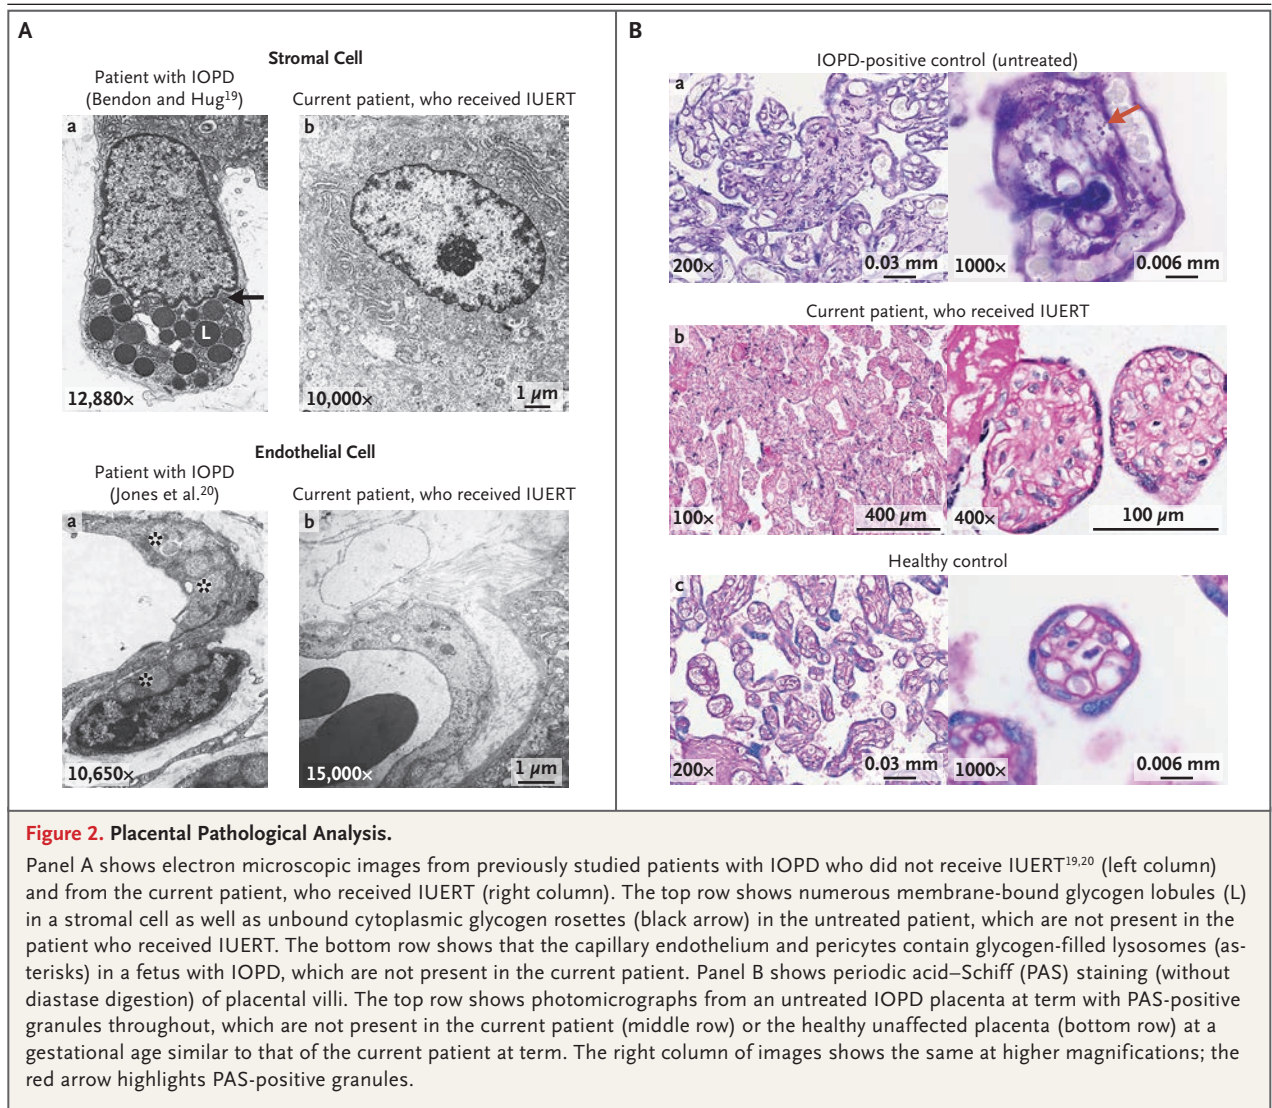 A
Stromal Cell
Patient with IOPD
(Bendon and Hug19)
Current patient, who received IUERT
a
L
12,880×
b
10,000×
1 µm
Endothelial Cell
Patient with IOPD
(Jones et al.20)
Current patient, who received IUERT
a
*
*
*
10,650×
b
15,000×
1 µm
B
IOPD-positive control (untreated)
a
200×
0.03 mm
1000×
0.006 mm
Current patient, who received IUERT
b
100×
400 µm
400×
100 µm
Healthy control
c
200×
0.03 mm
1000×
0.006 mm
Figure 2. Placental Pathological Analysis.
Panel A shows electron microscopic images from previously studied patients with IOPD who did not receive IUERT19,20 (left column)
and from the current patient, who received IUERT (right column). The top row shows numerous membrane-bound glycogen lobules (L)
in a stromal cell as well as unbound cytoplasmic glycogen rosettes (black arrow) in the untreated patient, which are not present in the
patient who received IUERT. The bottom row shows that the capillary endothelium and pericytes contain glycogen-filled lysosomes (as-
terisks) in a fetus with IOPD, which are not present in the current patient. Panel B shows periodic acid–Schiff (PAS) staining (without
diastase digestion) of placental villi. The top row shows photomicrographs from an untreated IOPD placenta at term with PAS-positive
granules throughout, which are not present in the current patient (middle row) or the healthy unaffected placenta (bottom row) at a
gestational age similar to that of the current patient at term. The right column of images shows the same at higher magnifications; the
red arrow highlights PAS-positive granules.